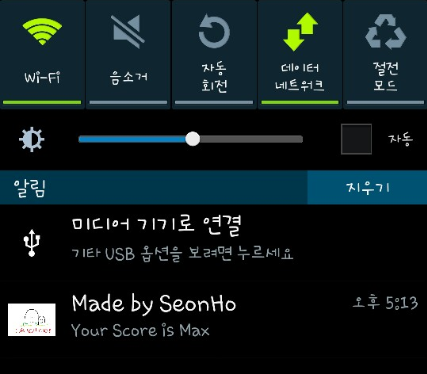 Wi-Fi
음소거
자동
회전
데이터
네트워크
절전
모드
자동
알림
지우기
미디어 기기로 연결
기타 USB 옵션을 보려면 누르세요
Made by SeonHo
오후 5:13
Your Score is Max